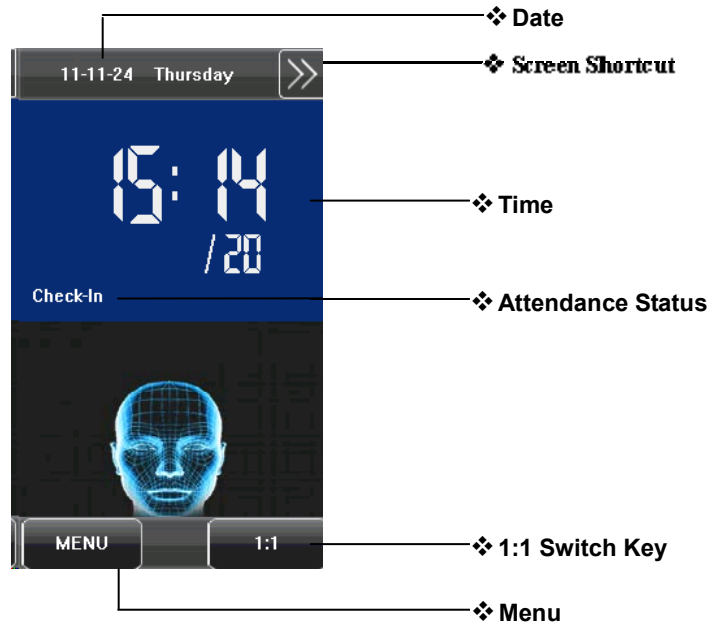 ❖ Date
11-11-24 Thursday
❖ Screen Shortcut
15:14
/20
❖ Time
Check-In
❖ Attendance Status
MENU
1:1
❖ 1:1 Switch Key
❖ Menu